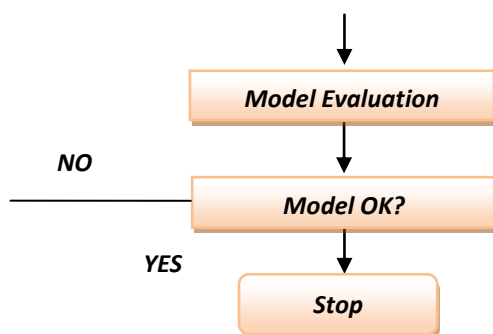 Model Evaluation
NO
Model OK?
YES
Stop